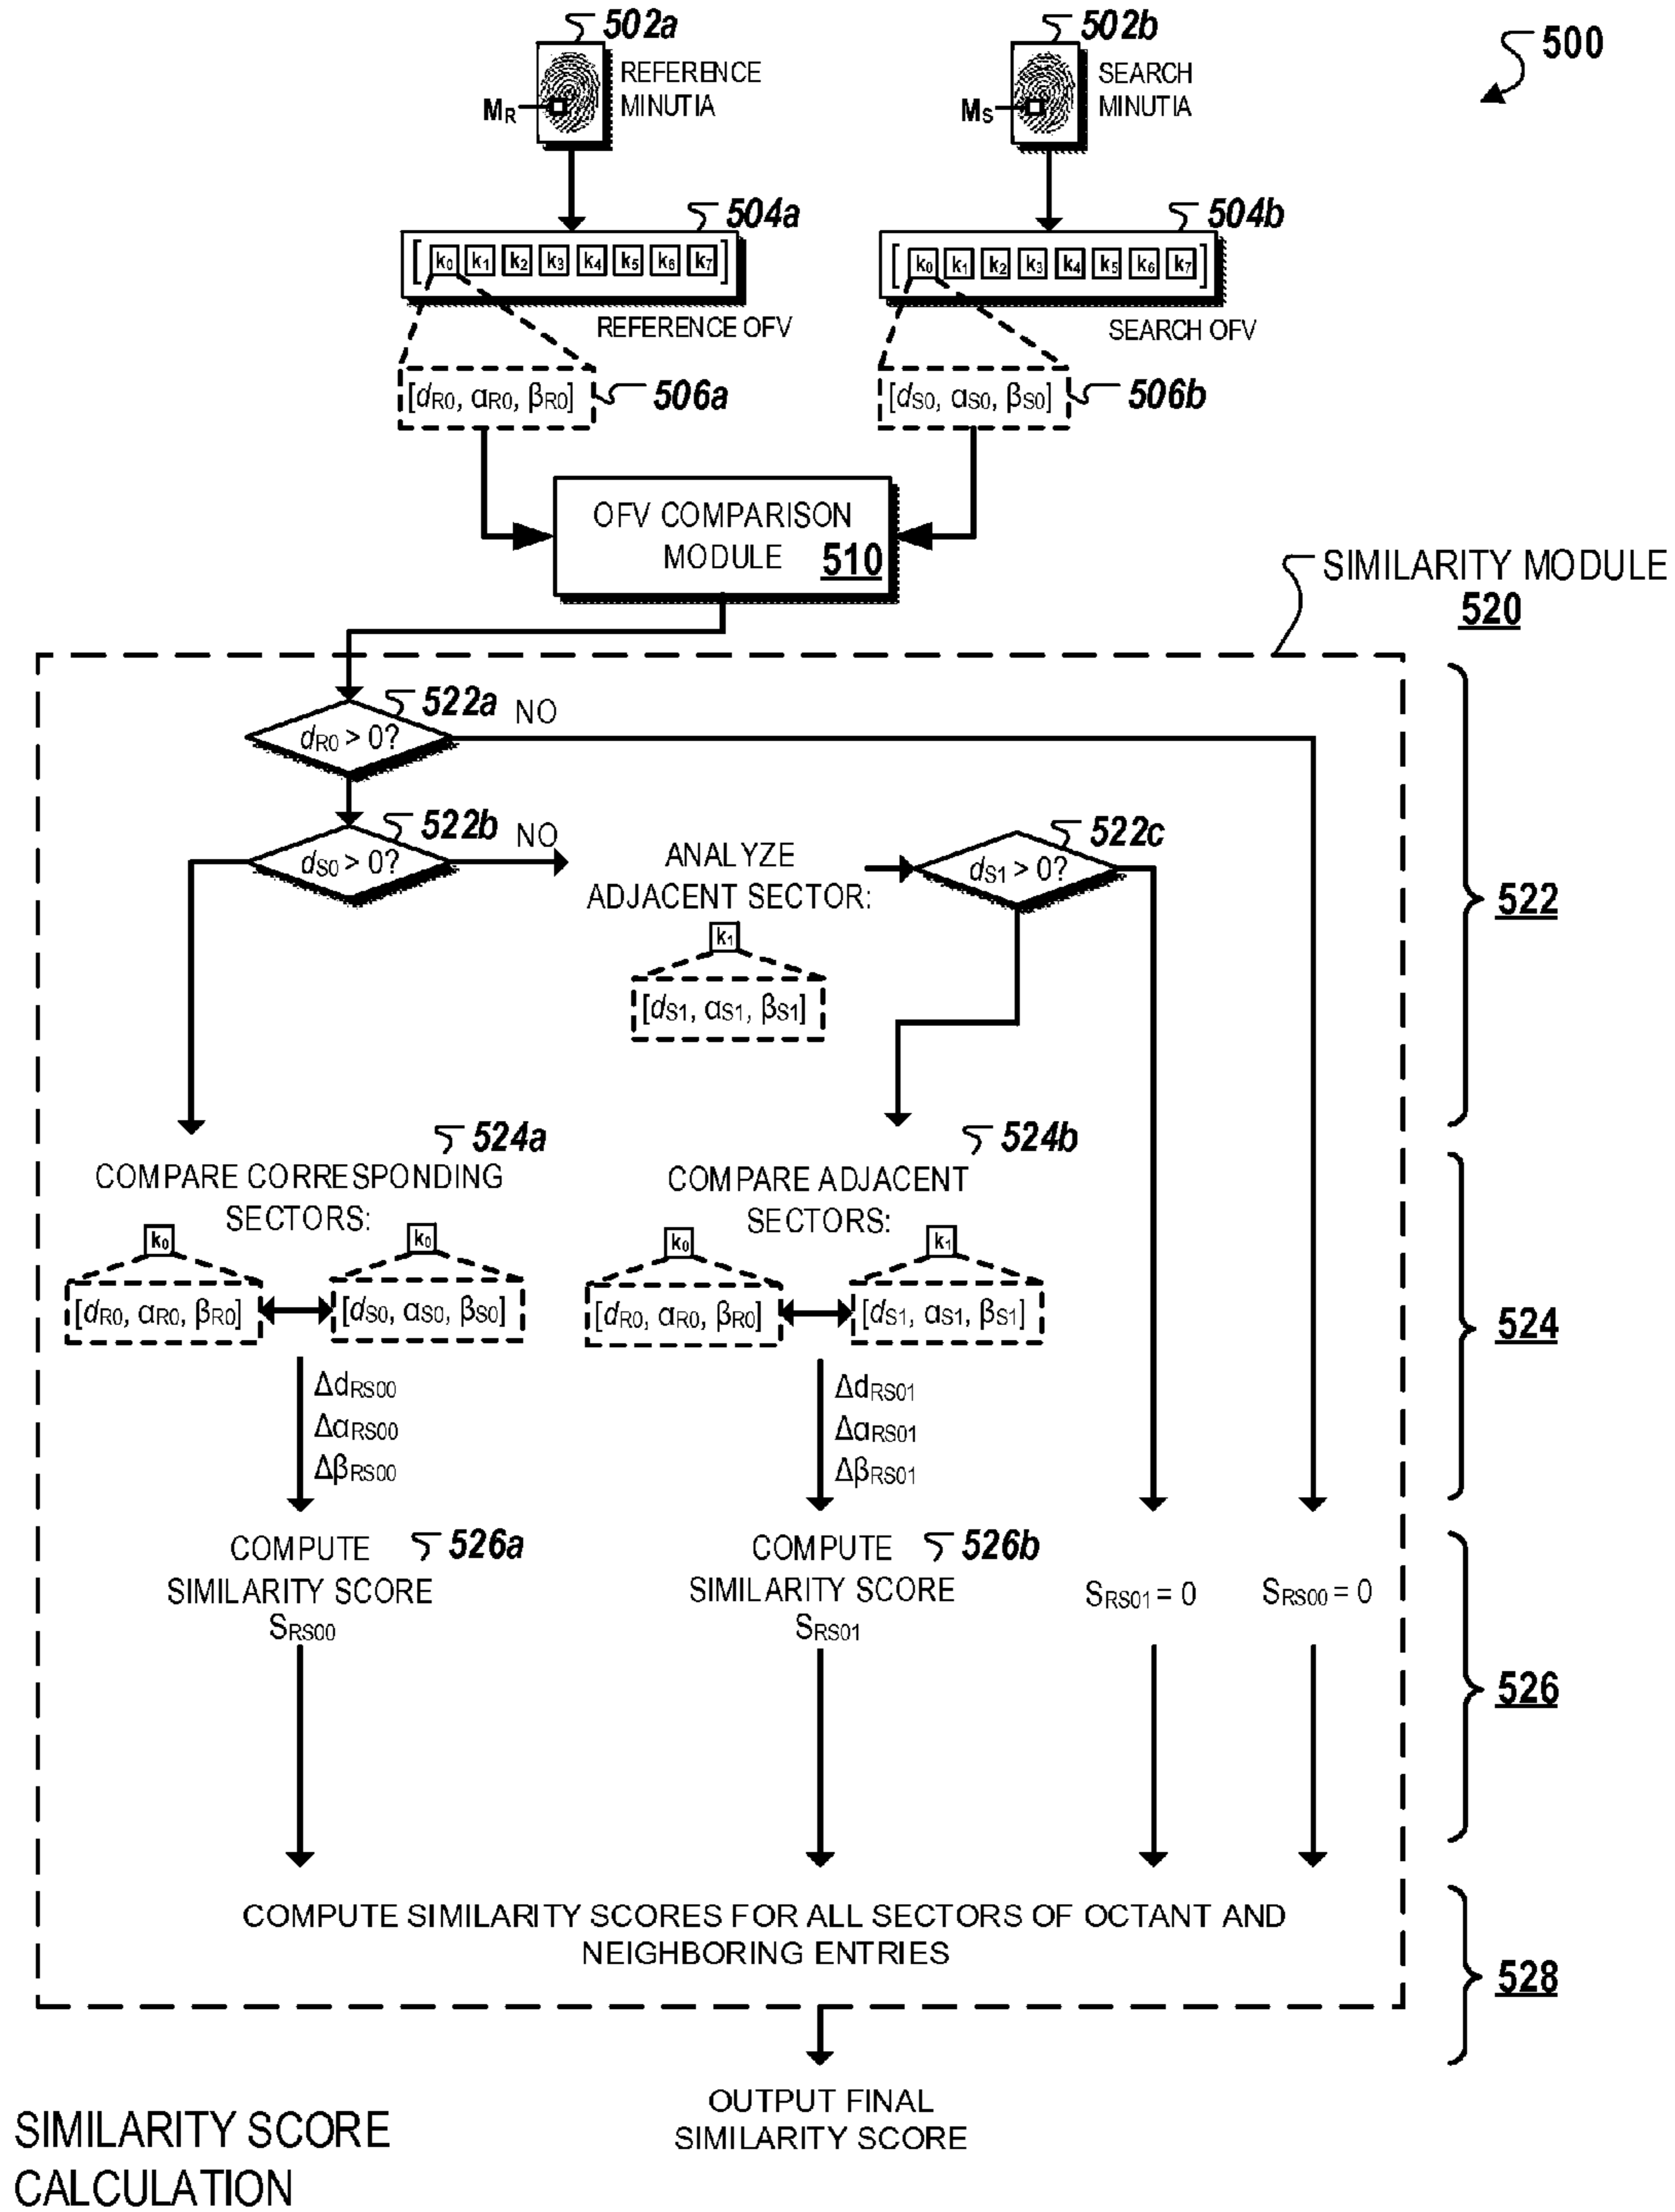 502a
502b
500
REFERENCE
MINUTIA
SEARCH
MINUTIA
MR
MS
504a
504b
[ k0 k1 k2 k3 k4 k5 k6 k7 ]
[ k0 k1 k2 k3 k4 k5 k6 k7 ]
REFERENCE OFV
SEARCH OFV
[dR0, αR0, βR0]
506a
[dS0, αS0, βS0]
506b
OFV COMPARISON
MODULE 510
SIMILARITY MODULE
520
522a
NO
dR0 > 0?
522b
NO
dS0 > 0?
ANALYZE
ADJACENT SECTOR:
k1
[dS1, αS1, βS1]
522c
dS1 > 0?
522
524a
COMPARE CORRESPONDING
SECTORS:
k0
k0
[dR0, αR0, βR0]
[dS0, αS0, βS0]
524b
COMPARE ADJACENT
SECTORS:
k0
k1
[dR0, αR0, βR0]
[dS1, αS1, βS1]
524
ΔdRS00
ΔαRS00
ΔβRS00
ΔdRS01
ΔαRS01
ΔβRS01
COMPUTE
SIMILARITY SCORE
SRS00
526a
COMPUTE
SIMILARITY SCORE
SRS01
526b
SRS01 = 0
SRS00 = 0
526
COMPUTE SIMILARITY SCORES FOR ALL SECTORS OF OCTANT AND
NEIGHBORING ENTRIES
528
OUTPUT FINAL
SIMILARITY SCORE
SIMILARITY SCORE
CALCULATION